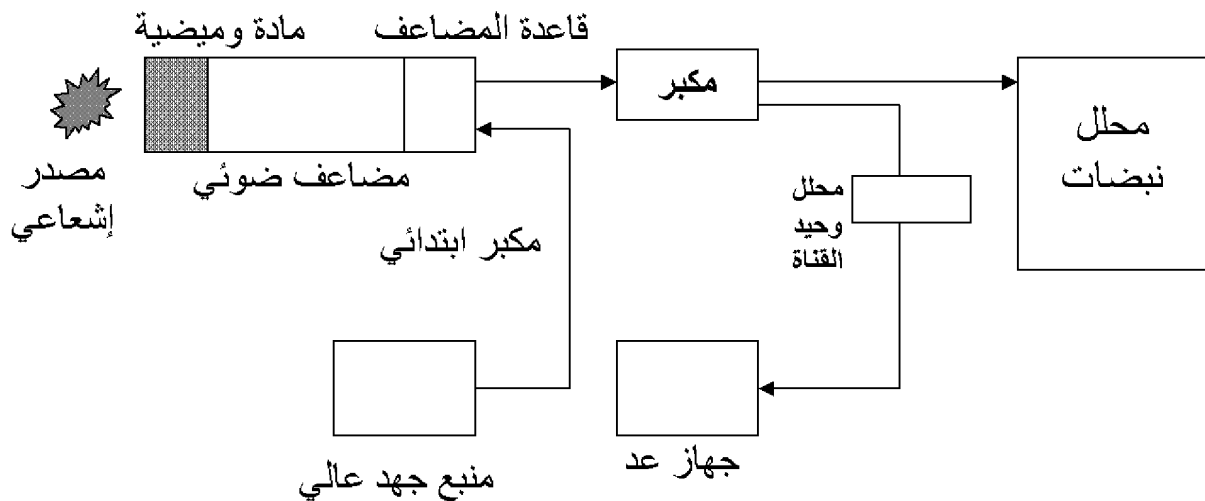 مادة وميضية
قاعدة المضاعف
مكبر
محلل
نبضات
مصدر
إشعاعي
مضاعف ضوئي
محلل
وحيد
القناة
مكبر ابتدائي
منبع جهد عالي
جهاز عد